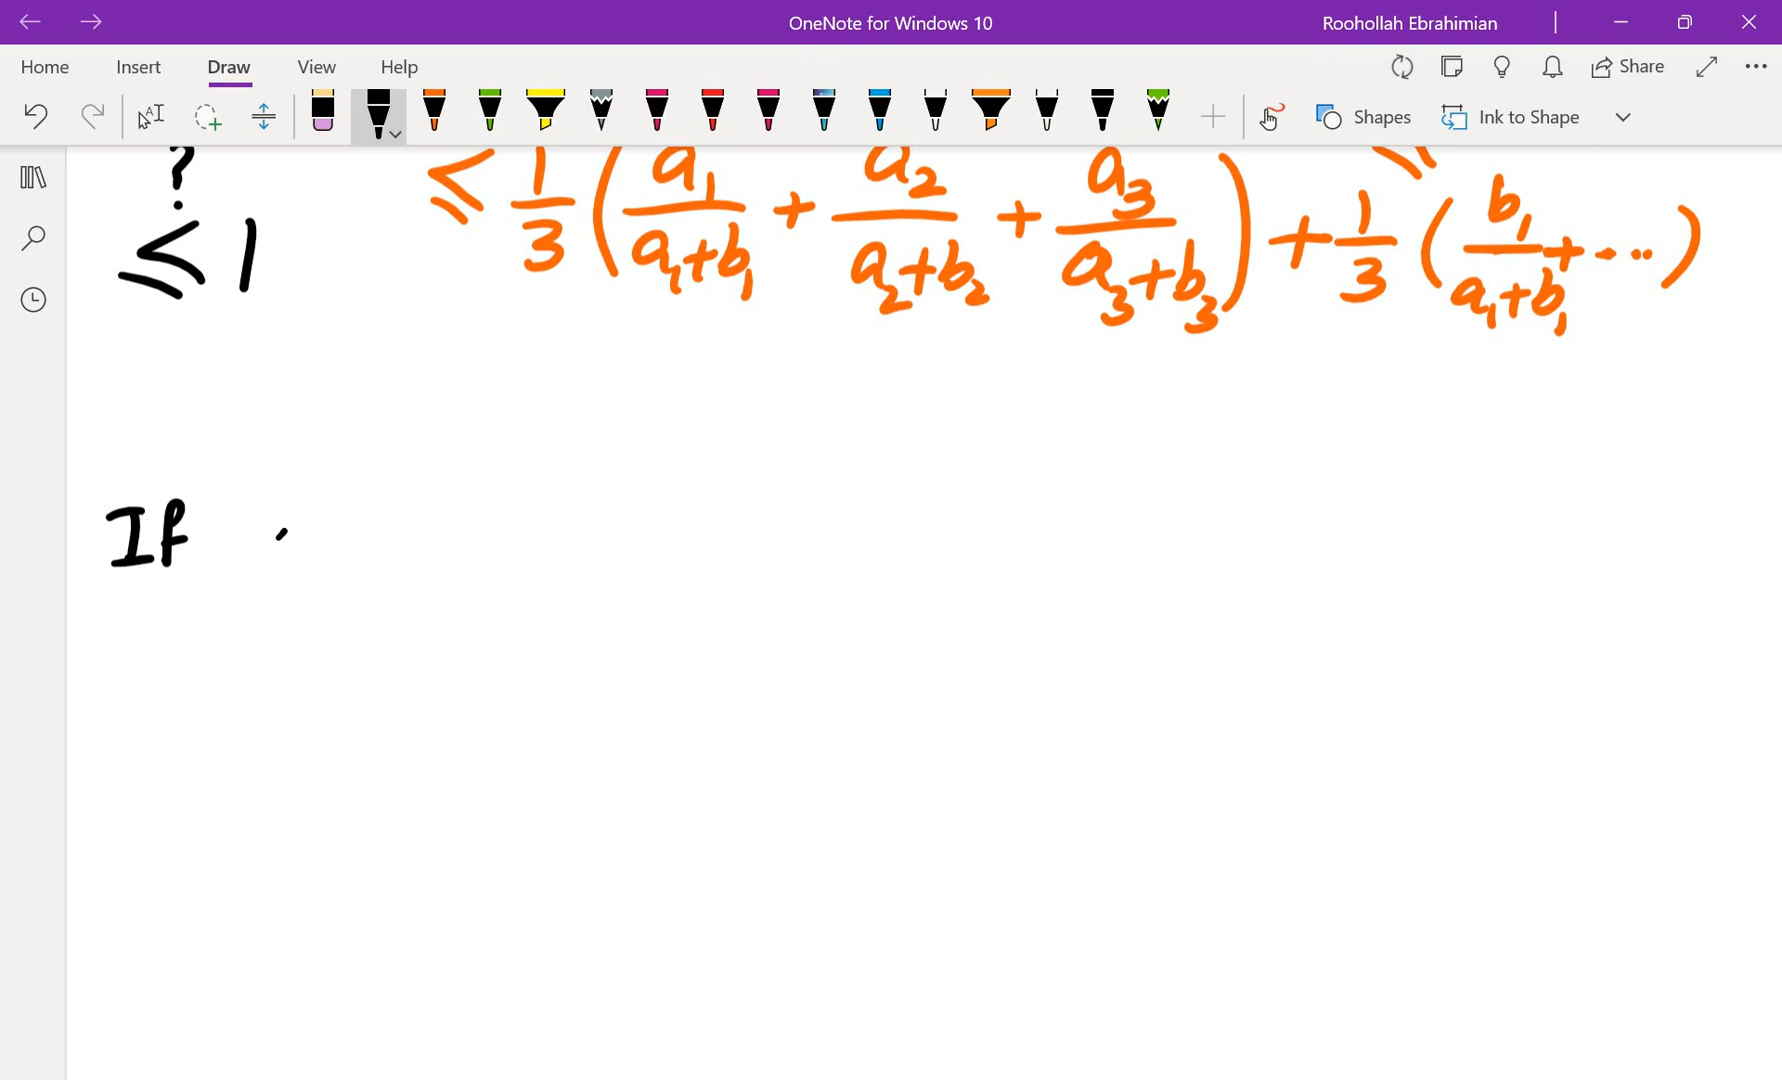 OneNote for Windows 10 Roohollah Ebrahimian
Home Insert Draw View Help Share
Shapes Ink to Shape
?
≤ 1
≤ 1/3 (a₁/(a₁+b₁) + a₂/(a₂+b₂) + a₃/(a₃+b₃)) + 1/3 (b₁/(a₁+b₁) + ...)
≤
If